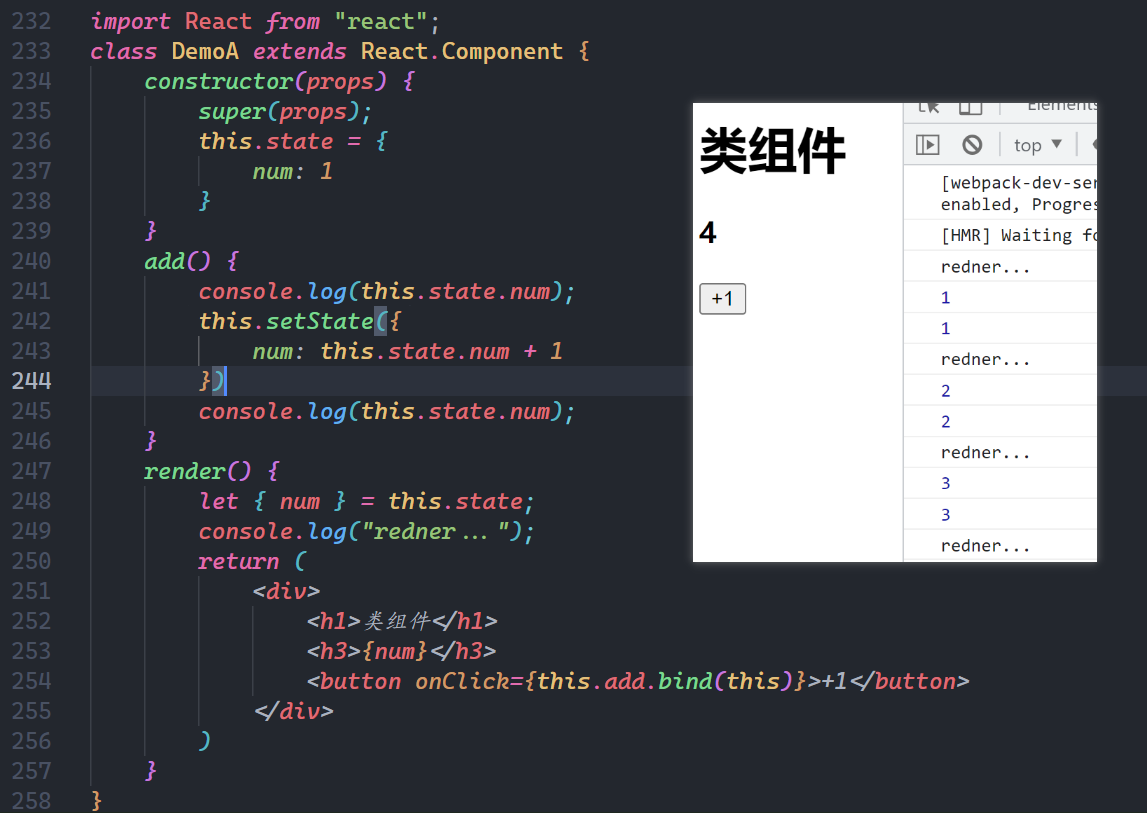 232 import React from "react";
233 class DemoA extends React.Component {
234 constructor(props) {
235 super(props);
236 this.state = {
237 num: 1
238 }
239 }
240 add() {
241 console.log(this.state.num);
242 this.setState({
243 num: this.state.num + 1
244 })
245 console.log(this.state.num);
246 }
247 render() {
248 let { num } = this.state;
249 console.log("redner...");
250 return (
251 <div>
252 <h1>类组件</h1>
253 <h3>{num}</h3>
254 <button onClick={this.add.bind(this)}>+1</button>
255 </div>
256 )
257 }
258 }
类组件
4
+1
Elements
top
[webpack-dev-ser
enabled, Progres
[HMR] Waiting fo
redner...
1
1
redner...
2
2
redner...
3
3
redner...